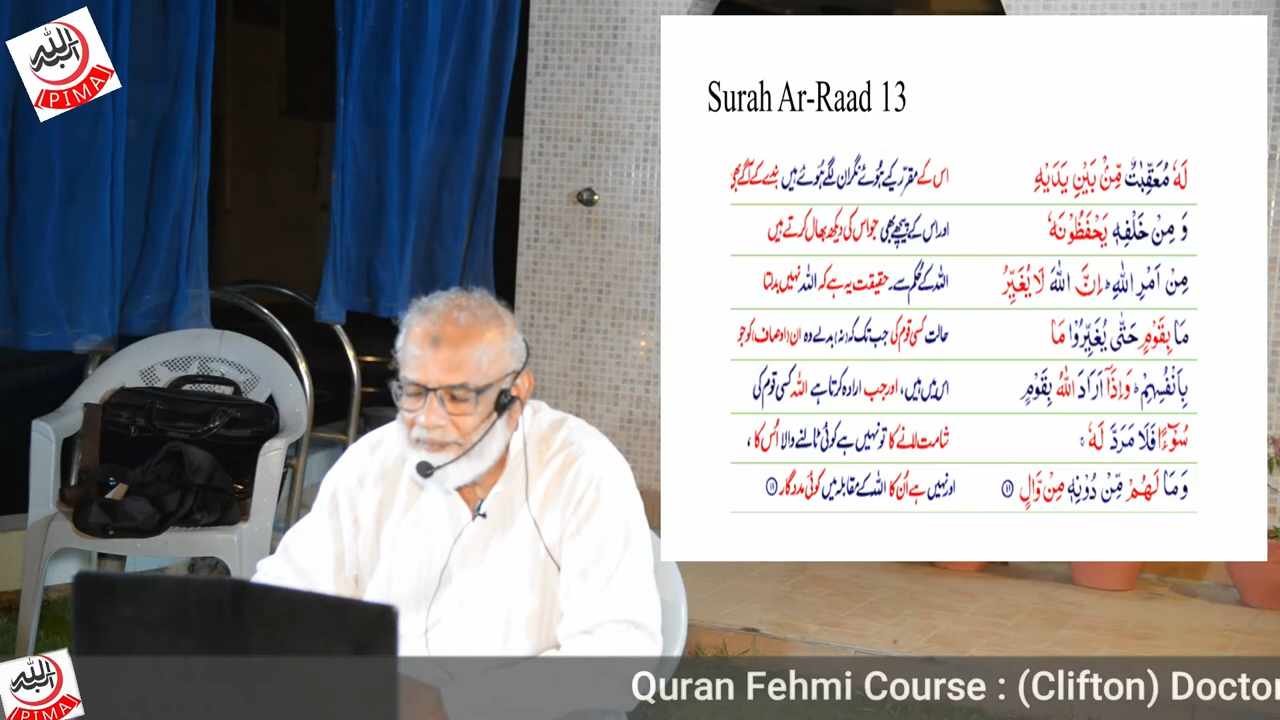 PIMA
Surah Ar-Raad 13
لَهٗ مُعَقِّبٰتٌ مِّنْۢ بَيْنِ يَدَيْهِ اس کے مقرر کیے ہوئے نگران لگے ہوئے ہیں بندے کے آگے بھی
وَ مِنْ خَلْفِهٖ يَحْفَظُوْنَهٗ اور اس کے پیچھے بھی جو اس کی دیکھ بھال کرتے ہیں
مِنْ اَمْرِ اللّٰهِ ؕ اِنَّ اللّٰهَ لَا يُغَيِّرُ اللہ کے حکم سے۔ حقیقت یہ ہے کہ اللہ نہیں بدلتا
مَا بِقَوْمٍ حَتّٰى يُغَيِّرُوْا مَا حالت کسی قوم کی جب تک کہ (نہ) بدلے وہ ان (اوصاف) کو جو
بِاَنْفُسِهِمْ ؕ وَاِذَاۤ اَرَادَ اللّٰهُ بِقَوْمٍ اس میں ہیں، اور جب ارادہ کرتا ہے اللہ کسی قوم کی
سُوْٓءًا فَلَا مَرَدَّ لَهٗ ۚ شامت لانے کا تو نہیں ہے کوئی ٹالنے والا اُس کا ،
وَمَا لَهُمْ مِّنْ دُوْنِهٖ مِنْ وَّالٍ ⑪ اور نہیں ہے اُن کا اللہ کے مقابلہ میں کوئی مددگار ⑪
PIMA
Quran Fehmi Course : (Clifton) Doctor